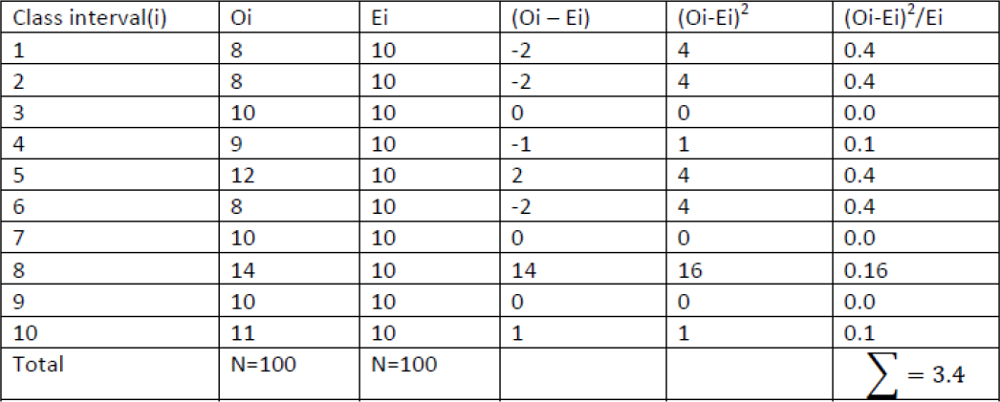 Class interval(i) Oi Ei (Oi – Ei) (Oi-Ei)² (Oi-Ei)²/Ei
1 8 10 -2 4 0.4
2 8 10 -2 4 0.4
3 10 10 0 0 0.0
4 9 10 -1 1 0.1
5 12 10 2 4 0.4
6 8 10 -2 4 0.4
7 10 10 0 0 0.0
8 14 10 14 16 0.16
9 10 10 0 0 0.0
10 11 10 1 1 0.1
Total N=100 N=100 ∑ = 3.4